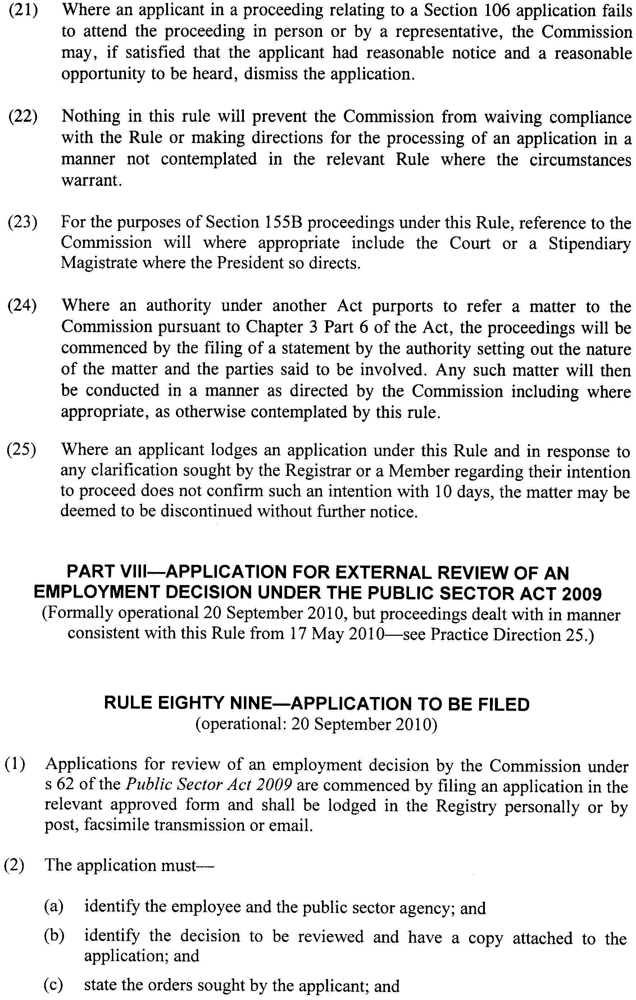 (21) Where an applicant in a proceeding relating to a Section 106 application fails
to attend the proceeding in person or by a representative, the Commission
may, if satisfied that the applicant had reasonable notice and a reasonable
opportunity to be heard, dismiss the application.
(22) Nothing in this rule will prevent the Commission from waiving compliance
with the Rule or making directions for the processing of an application in a
manner not contemplated in the relevant Rule where the circumstances
warrant.
(23) For the purposes of Section 155B proceedings under this Rule, reference to the
Commission will where appropriate include the Court or a Stipendiary
Magistrate where the President so directs.
(24) Where an authority under another Act purports to refer a matter to the
Commission pursuant to Chapter 3 Part 6 of the Act, the proceedings will be
commenced by the filing of a statement by the authority setting out the nature
of the matter and the parties said to be involved. Any such matter will then
be conducted in a manner as directed by the Commission including where
appropriate, as otherwise contemplated by this rule.
(25) Where an applicant lodges an application under this Rule and in response to
any clarification sought by the Registrar or a Member regarding their intention
to proceed does not confirm such an intention with 10 days, the matter may be
deemed to be discontinued without further notice.
PART VIII—APPLICATION FOR EXTERNAL REVIEW OF AN
EMPLOYMENT DECISION UNDER THE PUBLIC SECTOR ACT 2009
(Formally operational 20 September 2010, but proceedings dealt with in manner
consistent with this Rule from 17 May 2010—see Practice Direction 25.)
RULE EIGHTY NINE—APPLICATION TO BE FILED
(operational: 20 September 2010)
(1) Applications for review of an employment decision by the Commission under
s 62 of the Public Sector Act 2009 are commenced by filing an application in the
relevant approved form and shall be lodged in the Registry personally or by
post, facsimile transmission or email.
(2) The application must—
(a) identify the employee and the public sector agency; and
(b) identify the decision to be reviewed and have a copy attached to the
application; and
(c) state the orders sought by the applicant; and